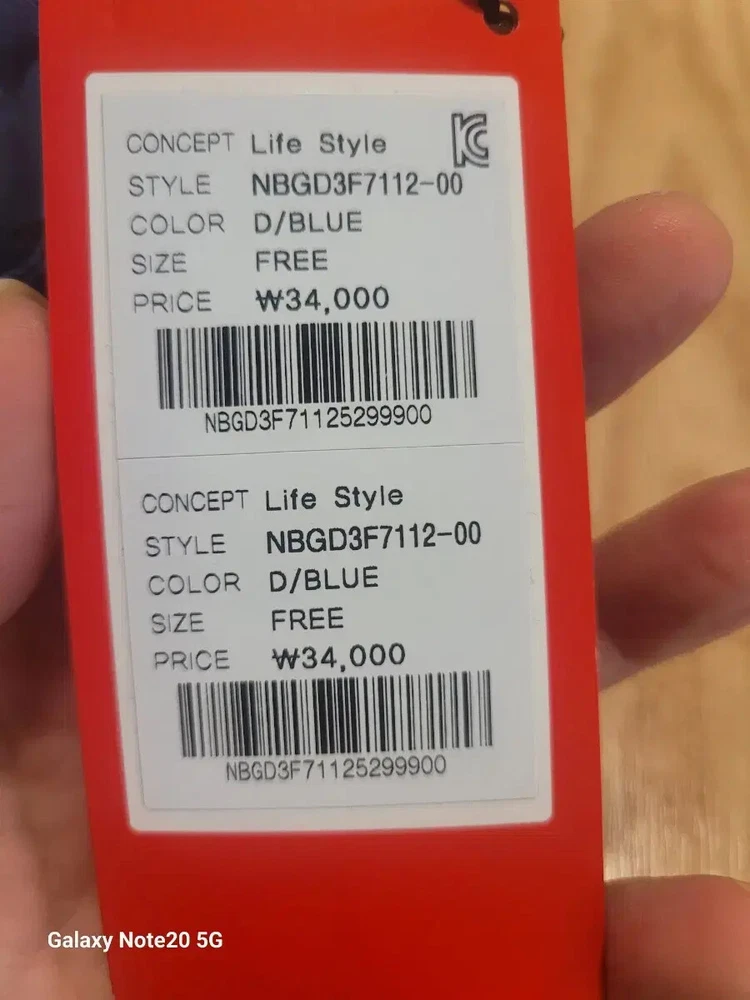 CONCEPT Life Style
STYLE NBGD3F7112-00
COLOR D/BLUE
SIZE FREE
PRICE ₩34,000
NBGD3F71125299900
CONCEPT Life Style
STYLE NBGD3F7112-00
COLOR D/BLUE
SIZE FREE
PRICE ₩34,000
NBGD3F71125299900
Galaxy Note20 5G